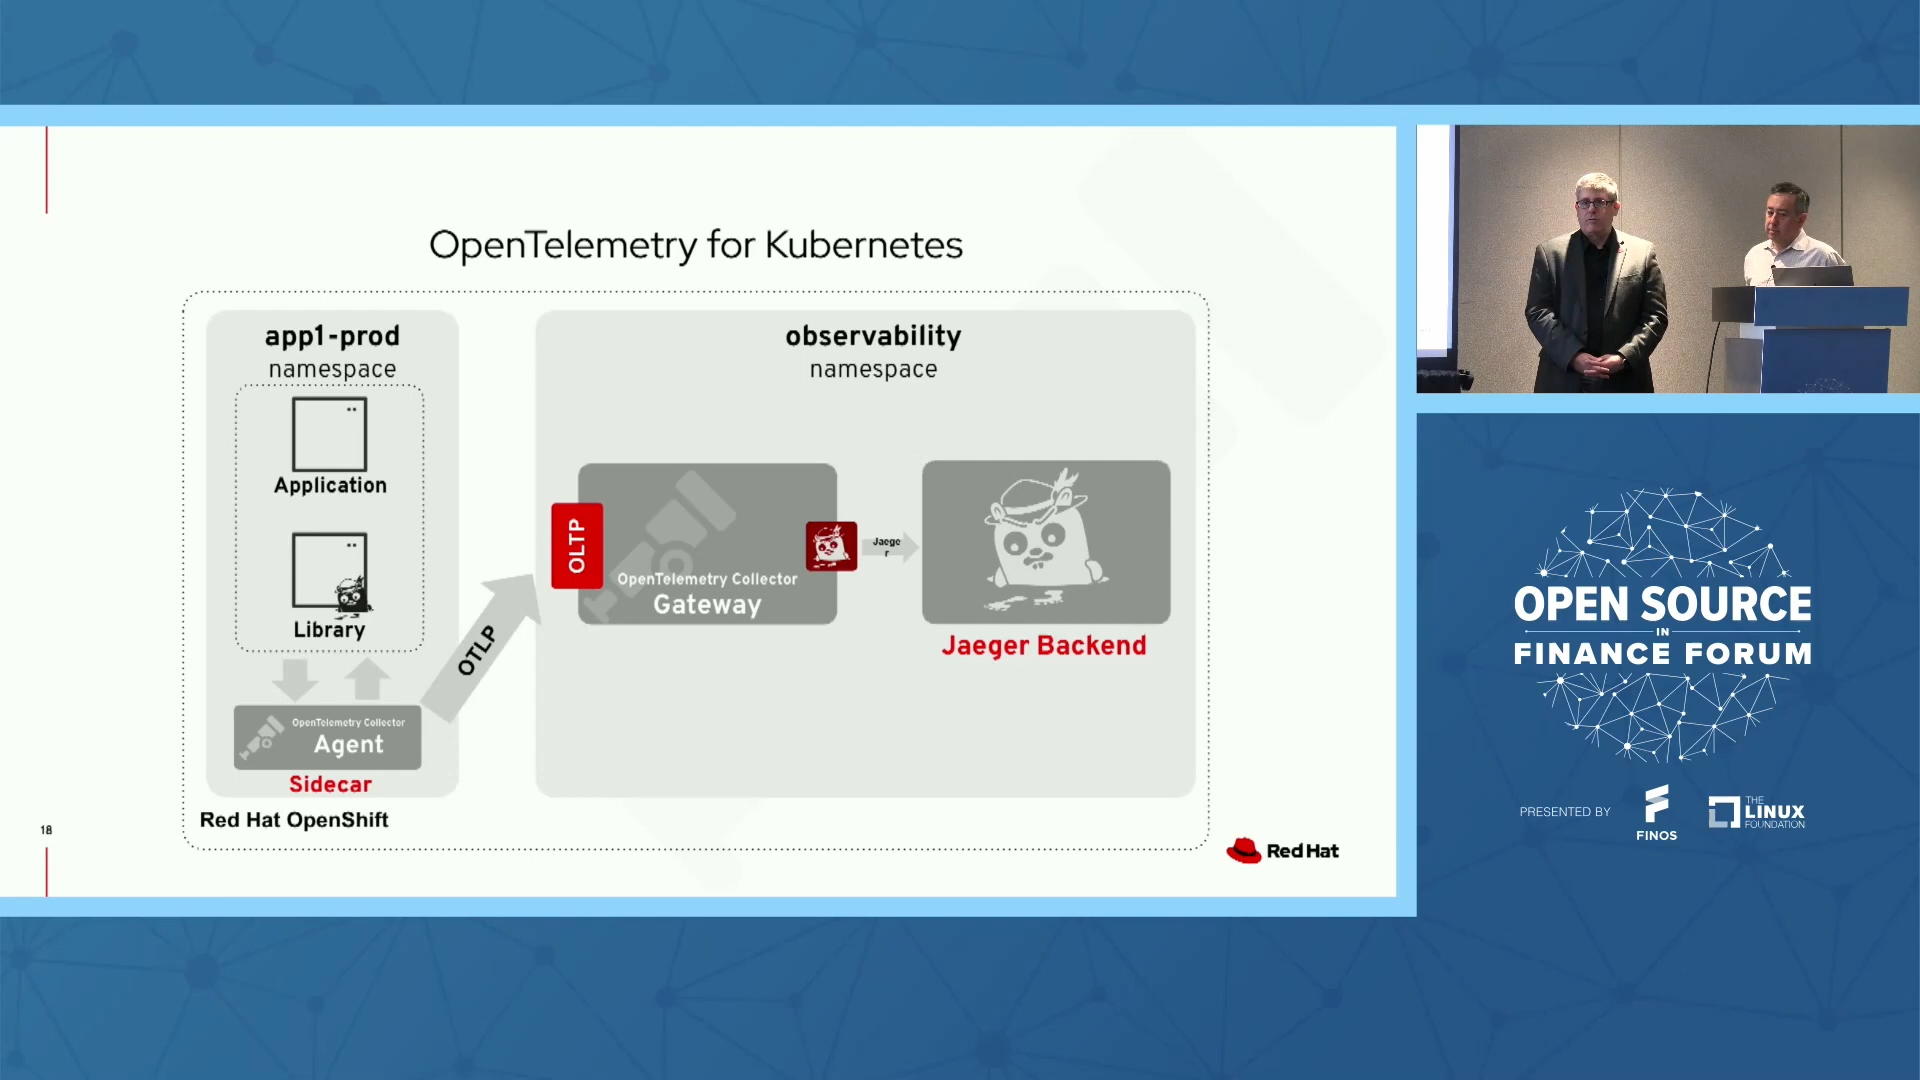 OpenTelemetry for Kubernetes
app1-prod
namespace
Application
Library
OpenTelemetry Collector
Agent
Sidecar
Red Hat OpenShift
OTLP
observability
namespace
OLTP
OpenTelemetry Collector
Gateway
Jaege
r
Jaeger Backend
18
Red Hat
OPEN SOURCE
IN
FINANCE FORUM
PRESENTED BY
FINOS
THE
LINUX
FOUNDATION